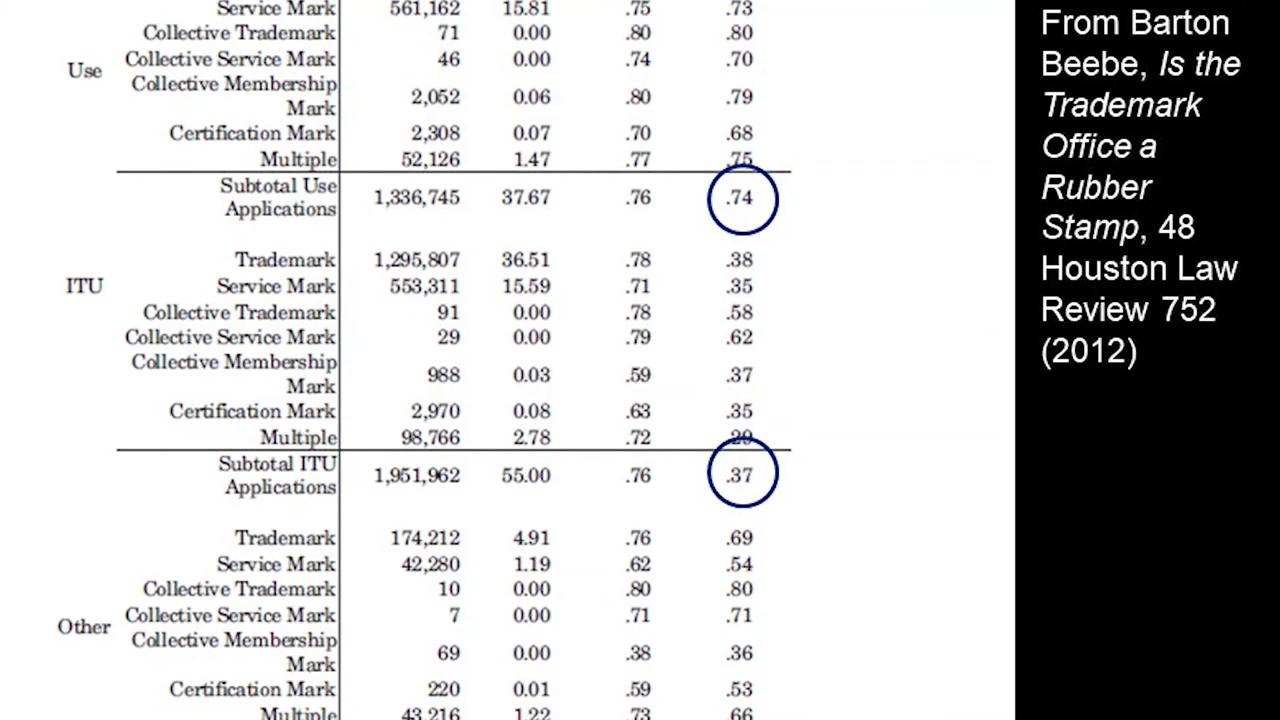 Service Mark 561,162 15.81 .75 .73
Collective Trademark 71 0.00 .80 .80
Use
Collective Service Mark 46 0.00 .74 .70
Collective Membership
Mark 2,052 0.06 .80 .79
Certification Mark 2,308 0.07 .70 .68
Multiple 52,126 1.47 .77 .75
Subtotal Use
Applications 1,336,745 37.67 .76 .74
Trademark 1,295,807 36.51 .78 .38
ITU Service Mark 553,311 15.59 .71 .35
Collective Trademark 91 0.00 .78 .58
Collective Service Mark 29 0.00 .79 .62
Collective Membership
Mark 988 0.03 .59 .37
Certification Mark 2,970 0.08 .63 .35
Multiple 98,766 2.78 .72 .29
Subtotal ITU
Applications 1,951,962 55.00 .76 .37
Trademark 174,212 4.91 .76 .69
Service Mark 42,280 1.19 .62 .54
Collective Trademark 10 0.00 .80 .80
Other Collective Service Mark 7 0.00 .71 .71
Collective Membership
Mark 69 0.00 .38 .36
Certification Mark 220 0.01 .59 .53
Multiple 43,216 1.22 .73 .66
From Barton
Beebe, Is the
Trademark
Office a
Rubber
Stamp, 48
Houston Law
Review 752
(2012)